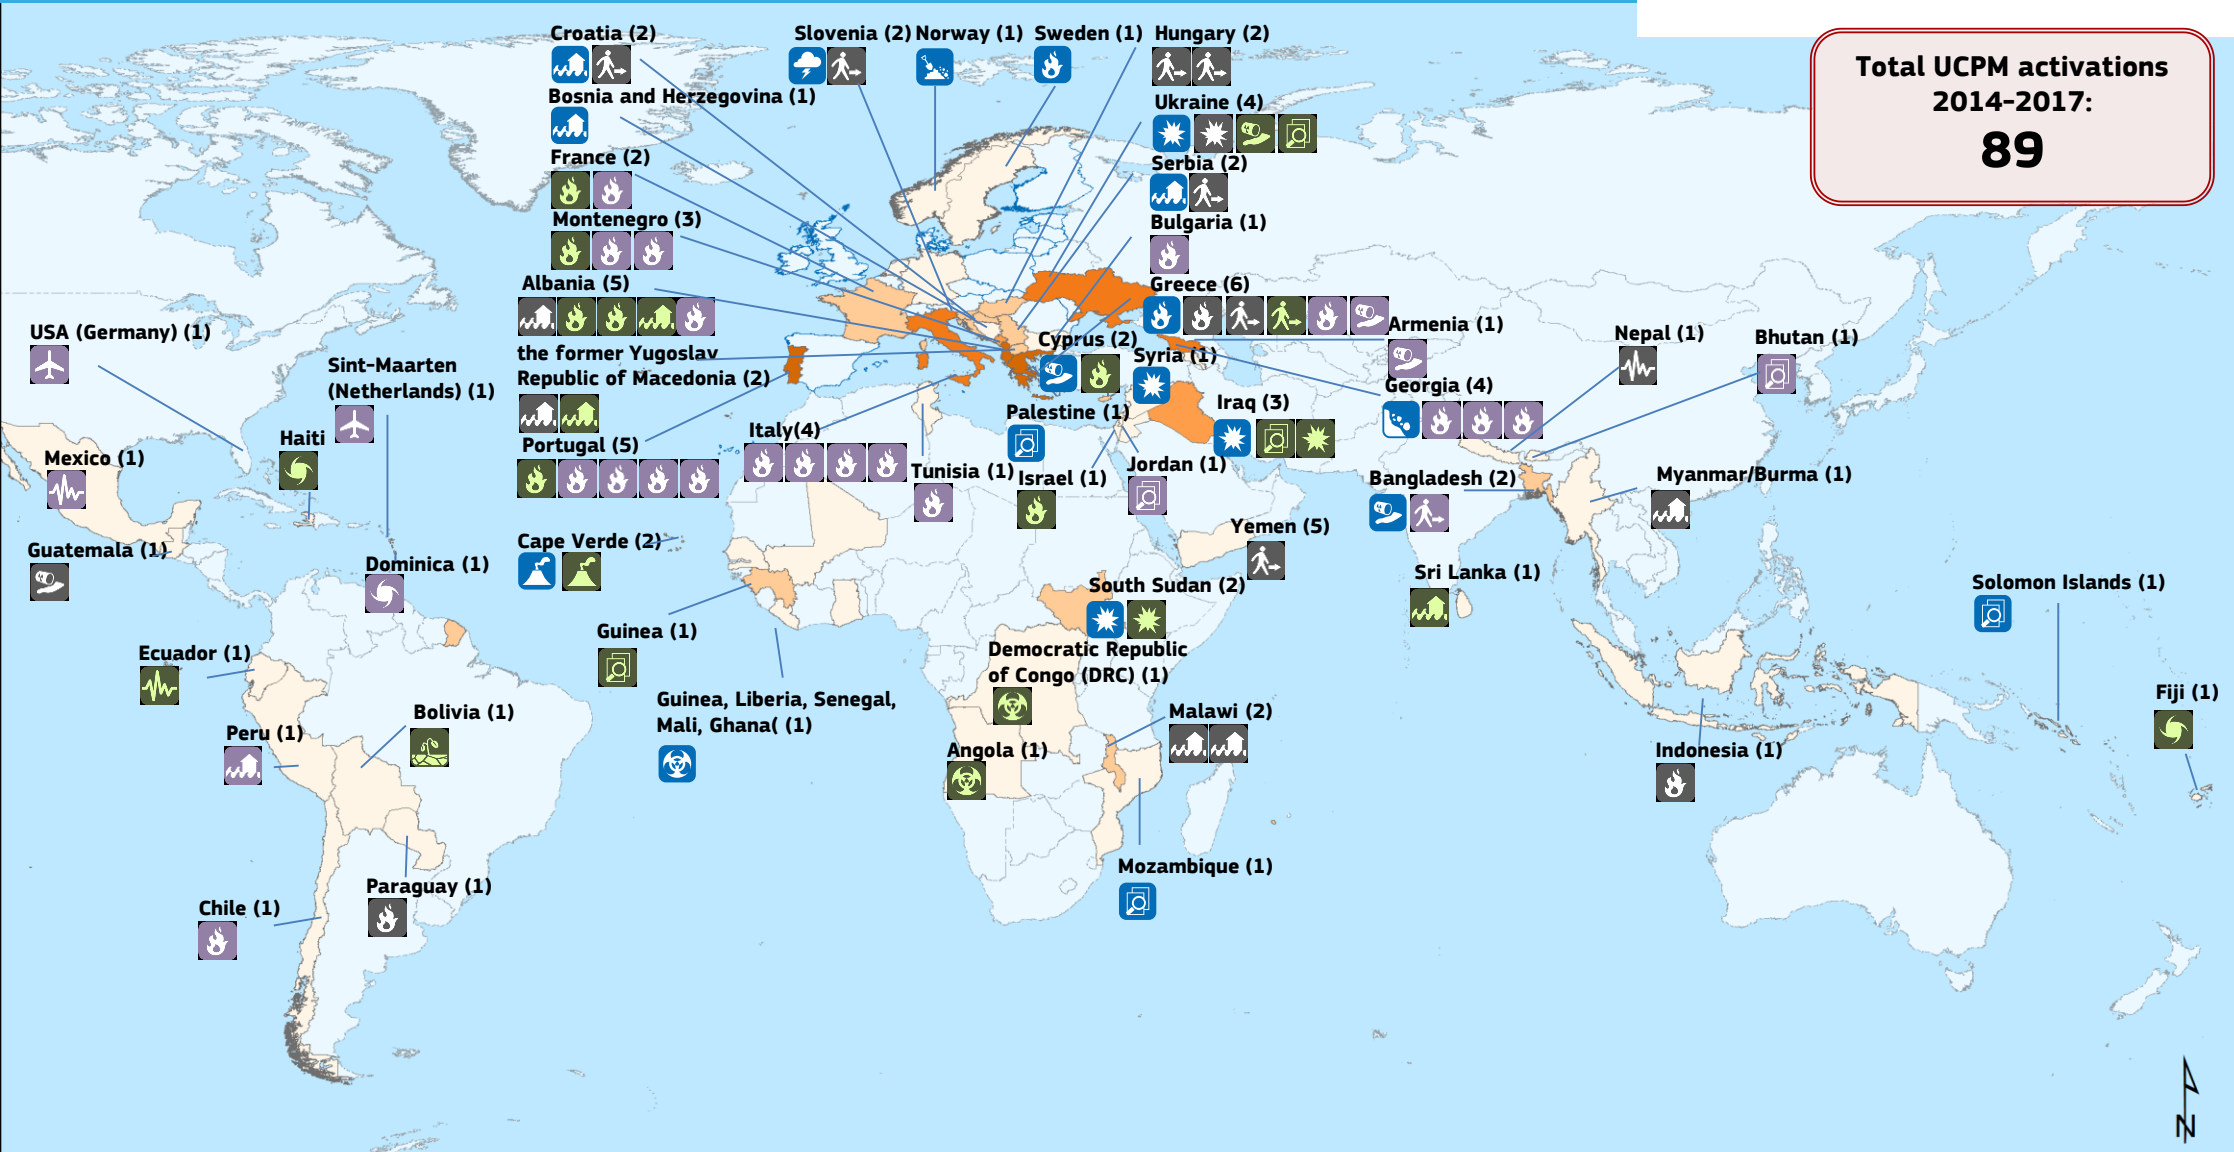 Croatia (2)
Slovenia (2)
Norway (1)
Sweden (1)
Hungary (2)
Total UCPM activations
2014-2017:
89
Bosnia and Herzegovina (1)
Ukraine (4)
France (2)
Serbia (2)
Montenegro (3)
Bulgaria (1)
Albania (5)
Greece (6)
USA (Germany) (1)
Sint-Maarten
(Netherlands) (1)
the former Yugoslav
Republic of Macedonia (2)
Cyprus (2)
Syria (1)
Armenia (1)
Nepal (1)
Bhutan (1)
Georgia (4)
Haiti
Mexico (1)
Portugal (5)
Italy(4)
Palestine (1)
Iraq (3)
Tunisia (1)
Israel (1)
Jordan (1)
Bangladesh (2)
Myanmar/Burma (1)
Guatemala (1)
Dominica (1)
Cape Verde (2)
Yemen (5)
South Sudan (2)
Sri Lanka (1)
Solomon Islands (1)
Ecuador (1)
Guinea (1)
Democratic Republic
of Congo (DRC) (1)
Guinea, Liberia, Senegal,
Mali, Ghana( (1)
Peru (1)
Bolivia (1)
Malawi (2)
Angola (1)
Indonesia (1)
Fiji (1)
Mozambique (1)
Paraguay (1)
Chile (1)
N